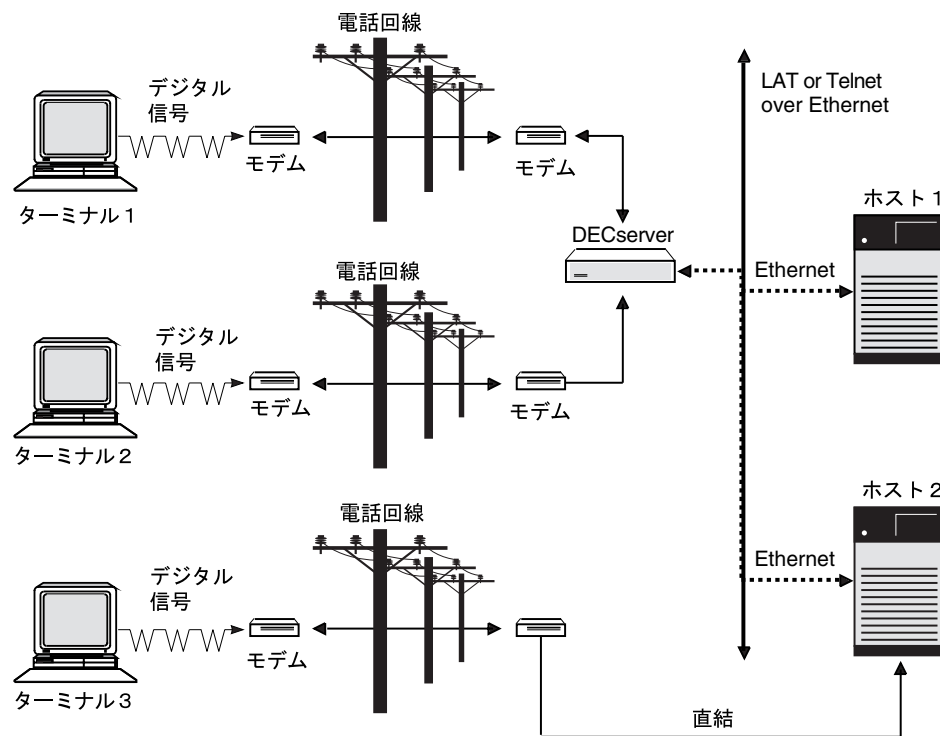 電話回線
デジタル
信号
モデム
モデム
ターミナル1
LAT or Telnet
over Ethernet
ホスト1
DECserver
Ethernet
電話回線
デジタル
信号
モデム
モデム
ターミナル2
ホスト2
電話回線
デジタル
信号
モデム
ターミナル3
Ethernet
直結